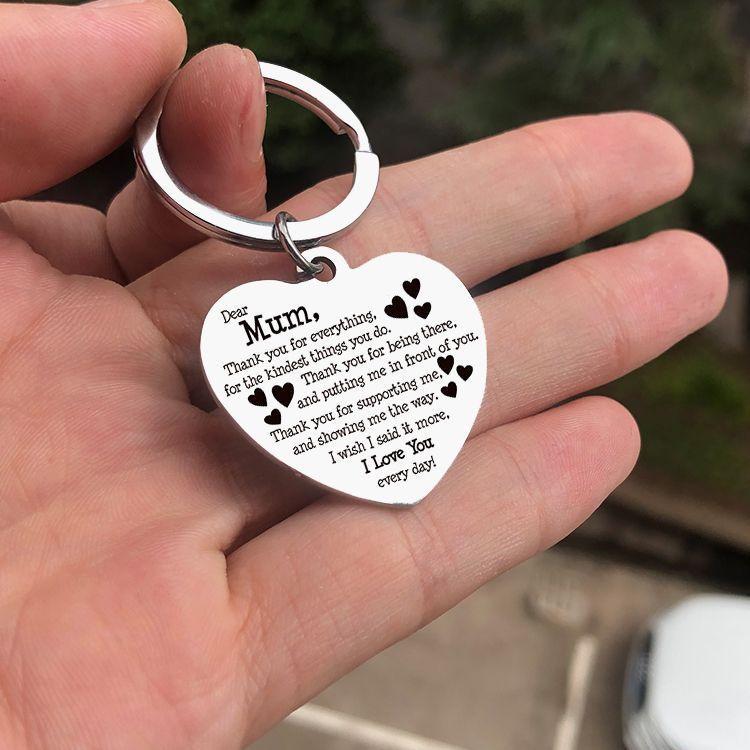 Dear
Mum,
Thank you for everything,
for the kindest things you do.
Thank you for being there,
and putting me in front of you.
Thank you for supporting me,
and showing me the way.
I wish I said it more,
I Love You
every day!